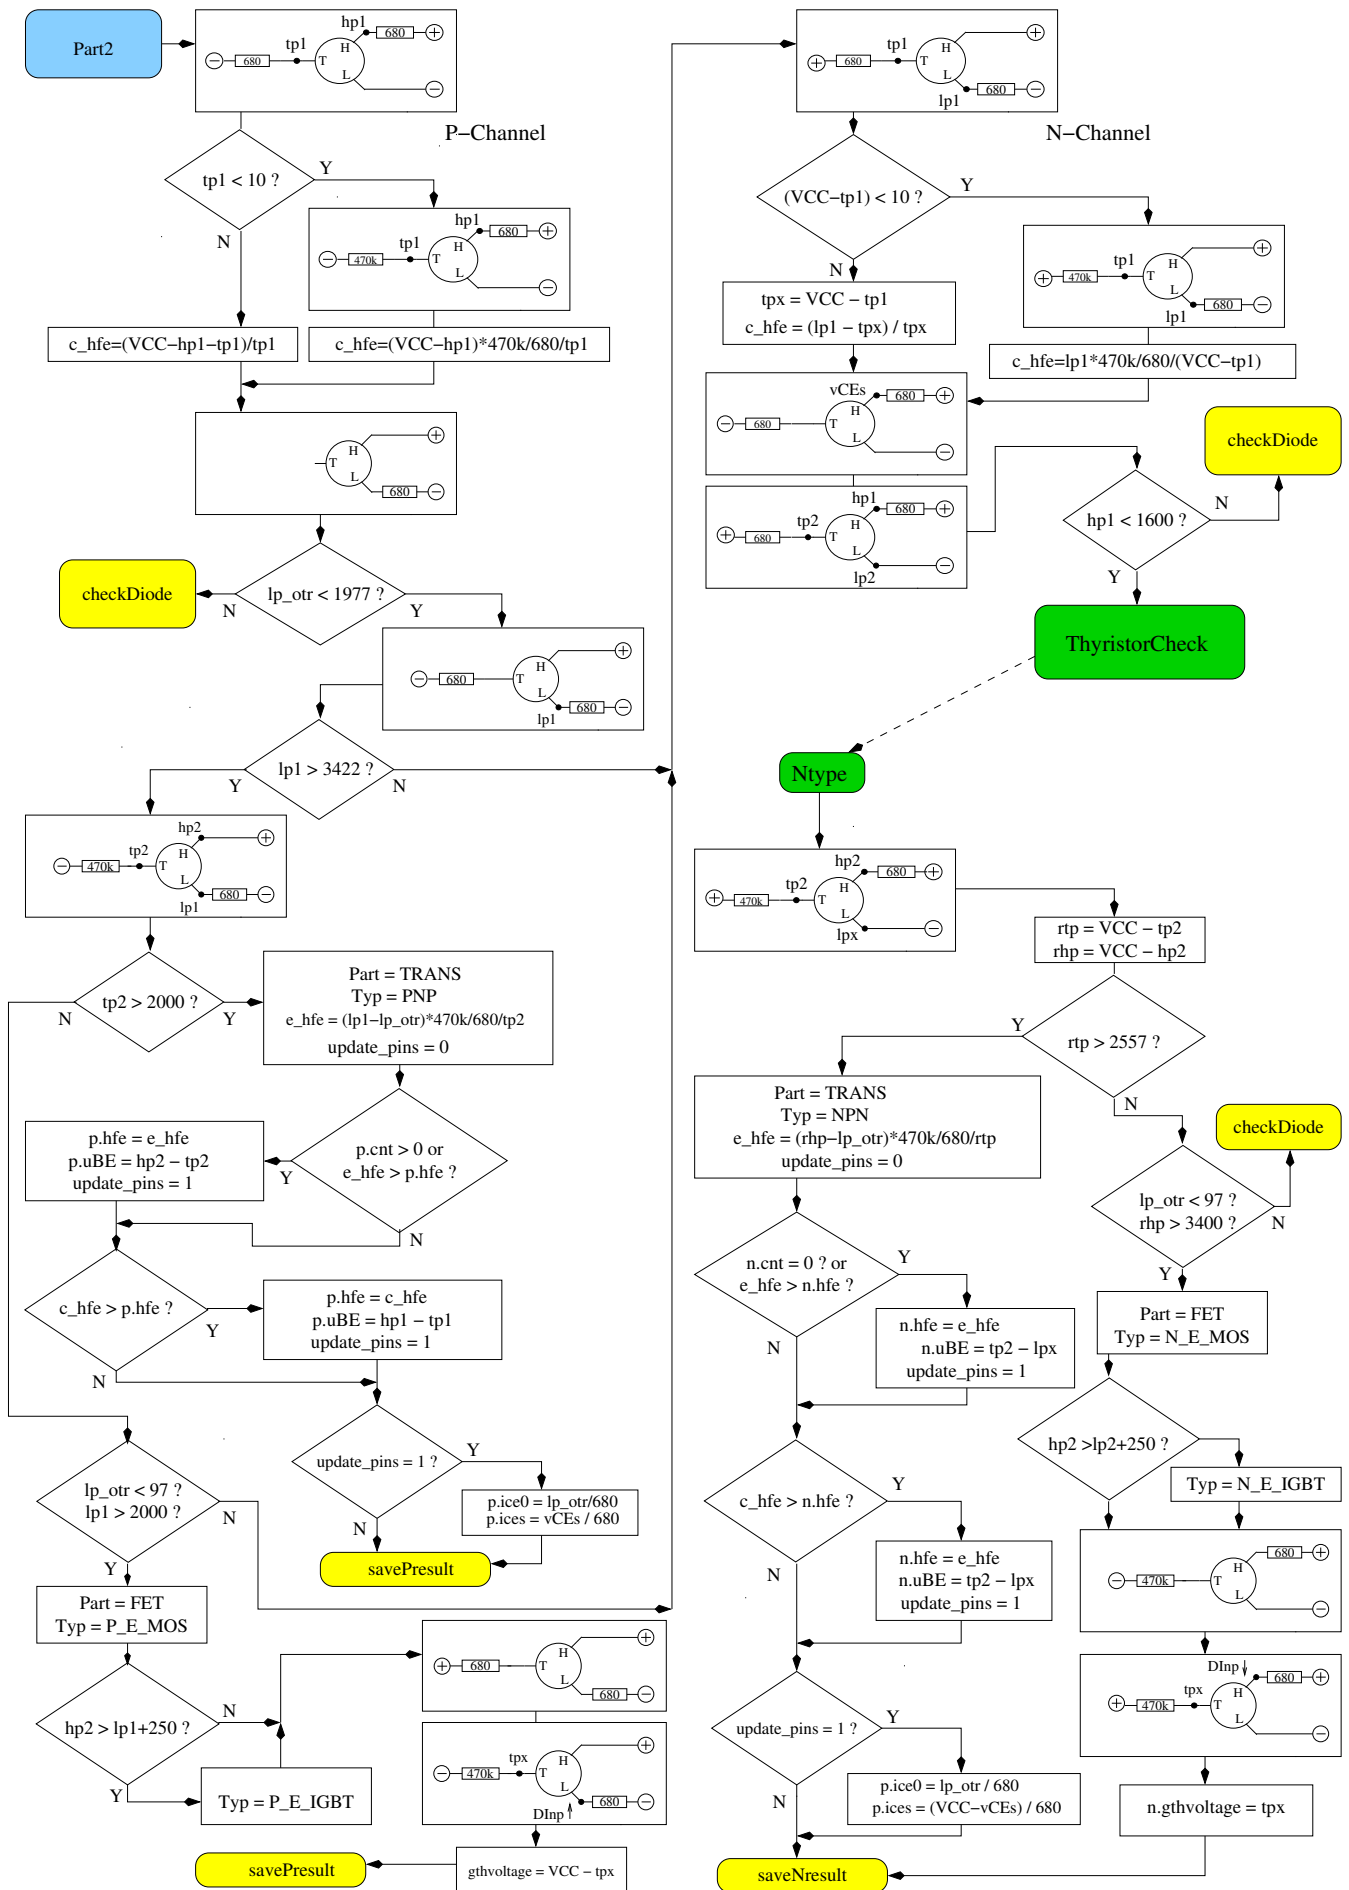 Part2
hp1
680
+
tp1
− 680 T H L
−
P−Channel
tp1 < 10 ?
Y
N
hp1
680
+
tp1
− 470k T H L
−
c_hfe=(VCC−hp1−tp1)/tp1
c_hfe=(VCC−hp1)*470k/680/tp1
T H L
+
680
−
lp_otr < 1977 ?
N
Y
checkDiode
− 680 T H L
+
lp1
680
−
lp1 > 3422 ?
Y
N
hp2
+
tp2
− 470k T H L
680
−
lp1
tp2 > 2000 ?
N
Y
Part = TRANS
Typ = PNP
e_hfe = (lp1−lp_otr)*470k/680/tp2
update_pins = 0
p.cnt > 0 or
e_hfe > p.hfe ?
Y
N
p.hfe = e_hfe
p.uBE = hp2 − tp2
update_pins = 1
c_hfe > p.hfe ?
Y
N
p.hfe = c_hfe
p.uBE = hp1 − tp1
update_pins = 1
update_pins = 1 ?
Y
N
p.ice0 = lp_otr/680
p.ices = vCEs / 680
savePresult
lp_otr < 97 ?
lp1 > 2000 ?
N
Y
Part = FET
Typ = P_E_MOS
hp2 > lp1+250 ?
N
Y
Typ = P_E_IGBT
+ 680 T H L
+
680
−
tpx
− 470k T H L
+
680
−
DInp
gthvoltage = VCC − tpx
savePresult
tp1
+ 680 T H L
+
680
−
lp1
N−Channel
(VCC−tp1) < 10 ?
Y
N
tp1
+ 470k T H L
+
680
−
lp1
tpx = VCC − tp1
c_hfe = (lp1 − tpx) / tpx
c_hfe=lp1*470k/680/(VCC−tp1)
vCEs
680
+
− 680 T H L
−
hp1
680
+
tp2
+ 680 T H L
−
lp2
hp1 < 1600 ?
N
Y
checkDiode
ThyristorCheck
Ntype
hp2
680
+
tp2
+ 470k T H L
lpx
−
rtp = VCC − tp2
rhp = VCC − hp2
rtp > 2557 ?
Y
N
Part = TRANS
Typ = NPN
e_hfe = (rhp−lp_otr)*470k/680/rtp
update_pins = 0
checkDiode
lp_otr < 97 ?
rhp > 3400 ?
N
Y
n.cnt = 0 ? or
e_hfe > n.hfe ?
Y
N
n.hfe = e_hfe
n.uBE = tp2 − lpx
update_pins = 1
Part = FET
Typ = N_E_MOS
hp2 >lp2+250 ?
Y
N
Typ = N_E_IGBT
c_hfe > n.hfe ?
Y
N
n.hfe = e_hfe
n.uBE = tp2 − lpx
update_pins = 1
680
+
− 470k T H L
−
DInp
680
+
tpx
+ 470k T H L
−
update_pins = 1 ?
Y
N
p.ice0 = lp_otr / 680
p.ices = (VCC−vCEs) / 680
n.gthvoltage = tpx
saveNresult